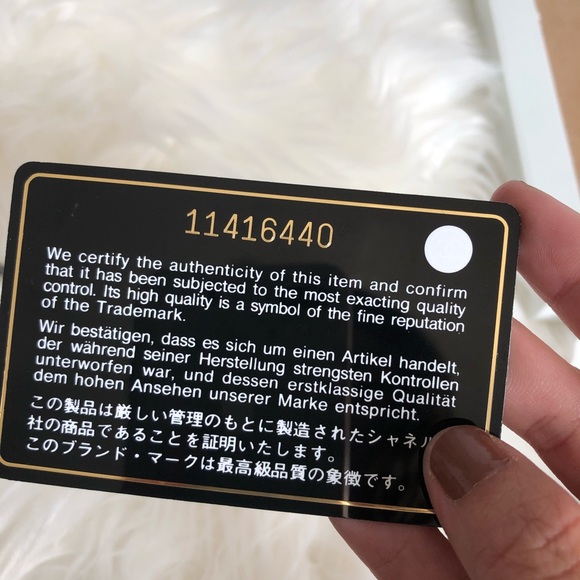 11416440
We certify the authenticity of this item and confirm
that it has been subjected to the most exacting quality
control. Its high quality is a symbol of the fine reputation
of the Trademark.
Wir bestätigen, dass es sich um einen Artikel handelt,
der während seiner Herstellung strengsten Kontrollen
unterworfen war, und dessen erstklassige Qualität
dem hohen Ansehen unserer Marke entspricht.
この製品は厳しい管理のもとに製造されたシャネル
社の商品であることを証明いたします。
このブランド・マークは最高級品質の象徴です。